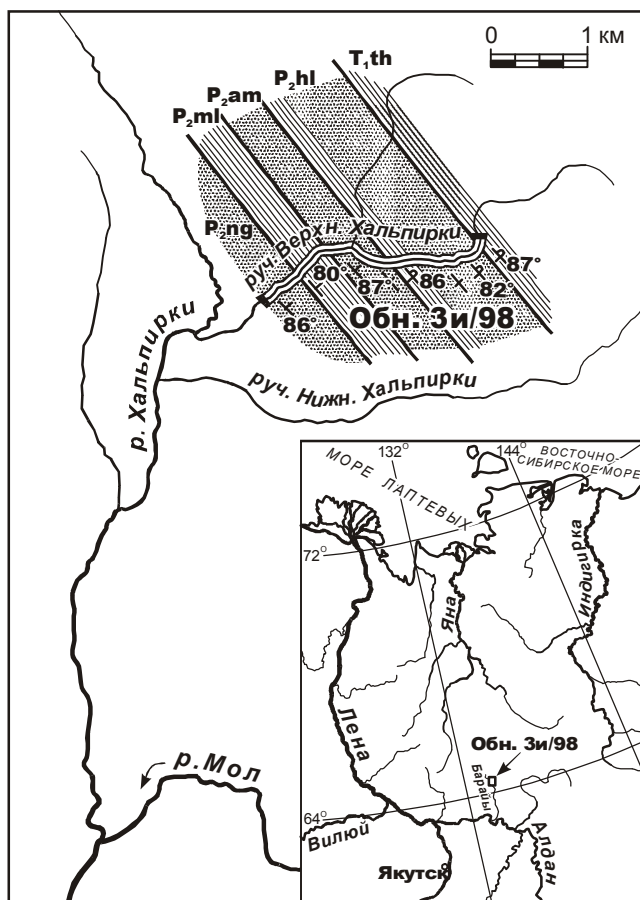 0 1 км
T₁th
P₂hl
P₂am
P₂ml
P₂ng
руч. Верхн. Хальпирки
87°
86
82°
87°
80°
86°
Обн. 3и/98
р. Хальпирки
руч. Нижн. Хальпирки
р. Мол
132°
144°
ВОСТОЧНО-
СИБИРСКОЕ МОРЕ
МОРЕ ЛАПТЕВЫХ
72°
Индигирка
Яна
Лена
Обн. 3и/98
Барайы
64°
Вилюй
Алдан
Якутск